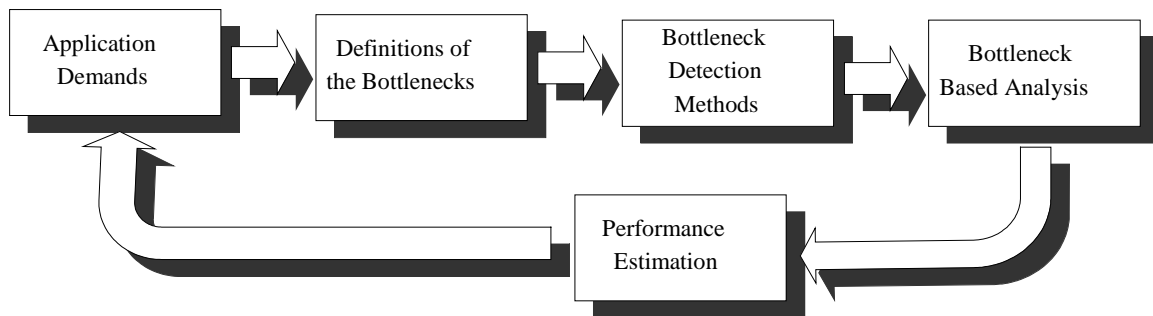 Application
Demands
Definitions of
the Bottlenecks
Bottleneck
Detection
Methods
Bottleneck
Based Analysis
Performance
Estimation